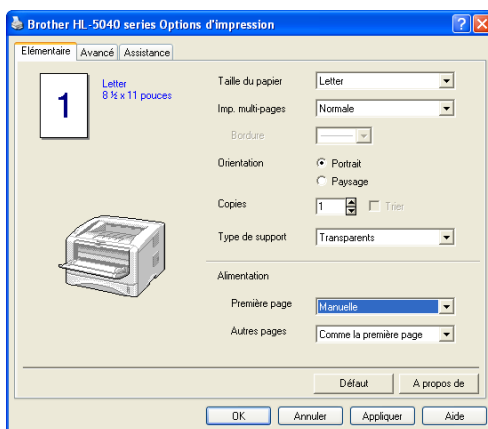 Brother HL-5040 series Options d'impression
Elémentaire Avancé Assistance
1
Letter
8 ½ x 11 pouces
Taille du papier Letter
Imp. multi-pages Normale
Bordure
Orientation Portrait
Paysage
Copies 1 Trier
Type de support Transparents
Alimentation
Première page Manuelle
Autres pages Comme la première page
Défaut A propos de
OK Annuler Appliquer Aide